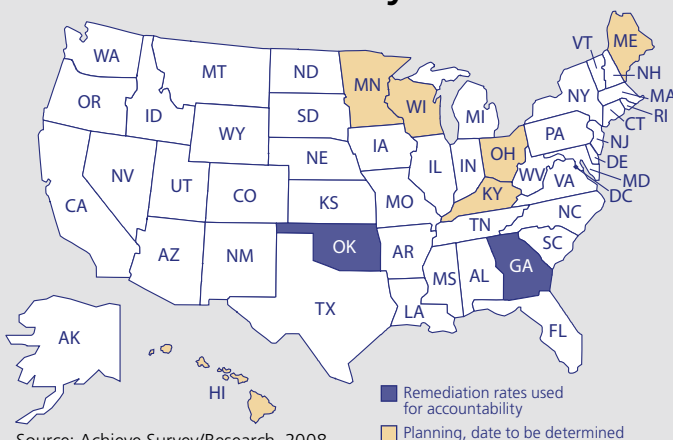 WA
MT
ND
MN
VT
ME
NH
OR
ID
SD
WI
MI
NY
MA
RI
CT
WY
IA
PA
NJ
NE
OH
DE
NV
UT
CO
IL
IN
WV
VA
MD
DC
CA
KS
MO
KY
NC
TN
AZ
NM
OK
AR
SC
MS
AL
GA
TX
LA
FL
AK
HI
Remediation rates used
for accountability
Planning, date to be determined
Source: Achieve Survey/Research, 2008